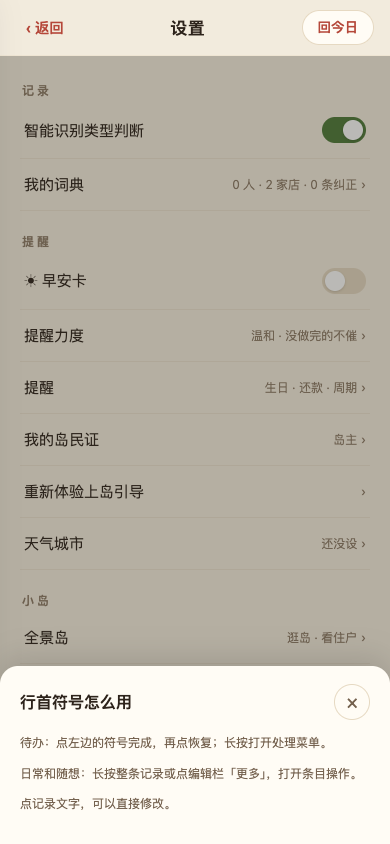 ‹ 返回
设置
回今日
记录
智能识别类型判断
我的词典
0 人 · 2 家店 · 0 条纠正 ›
提醒
☀ 早安卡
提醒力度
温和 · 没做完的不催 ›
提醒
生日 · 还款 · 周期 ›
我的岛民证
岛主 ›
重新体验上岛引导
›
天气城市
还没设 ›
小岛
全景岛
逛岛 · 看住户 ›
行首符号怎么用
×
待办：点左边的符号完成，再点恢复；长按打开处理菜单。
日常和随想：长按整条记录或点编辑栏「更多」，打开条目操作。
点记录文字，可以直接修改。